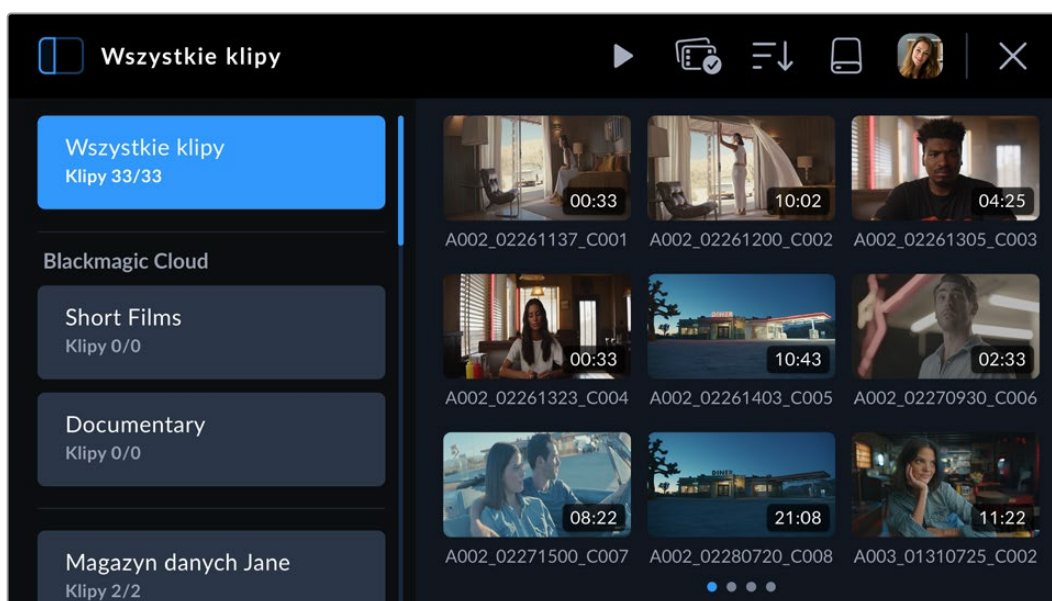 Wszystkie klipy
Wszystkie klipy
Klipy 33/33
Blackmagic Cloud
Short Films
Klipy 0/0
Documentary
Klipy 0/0
Magazyn danych Jane
Klipy 2/2
00:33
10:02
04:25
A002_02261137_C001
A002_02261200_C002
A002_02261305_C003
DINER
00:33
10:43
02:33
A002_02261323_C004
A002_02261403_C005
A002_02270930_C006
DINER
08:22
21:08
11:22
A002_02271500_C007
A002_02280720_C008
A003_01310725_C002